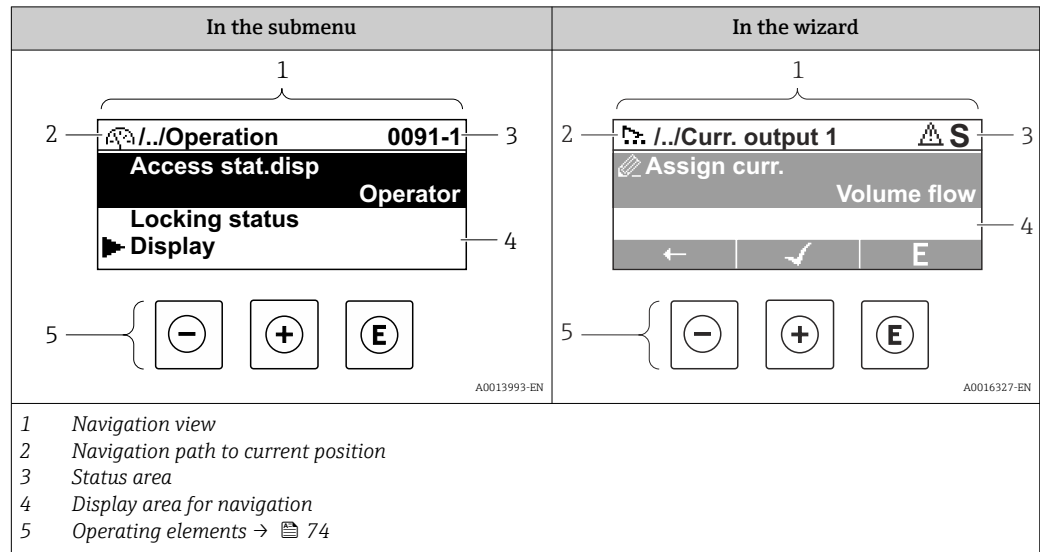 In the submenu
In the wizard
1
2
/../Operation 0091-1
3
Access stat.disp
Operator
Locking status
Display
4
5
- + E
A0013993-EN
1
2
/../Curr. output 1 ⚠ S
3
Assign curr.
Volume flow
4
← ✓ E
5
- + E
A0016327-EN
1 Navigation view
2 Navigation path to current position
3 Status area
4 Display area for navigation
5 Operating elements → 74